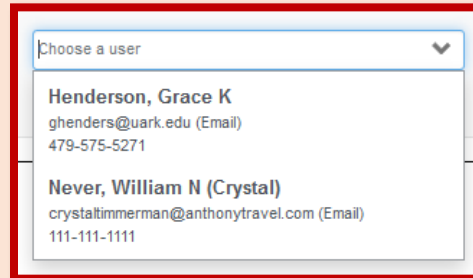 Choose a user
Henderson, Grace K
ghenders@uark.edu (Email)
479-575-5271
Never, William N (Crystal)
crystaltimmerman@anthonytravel.com (Email)
111-111-1111